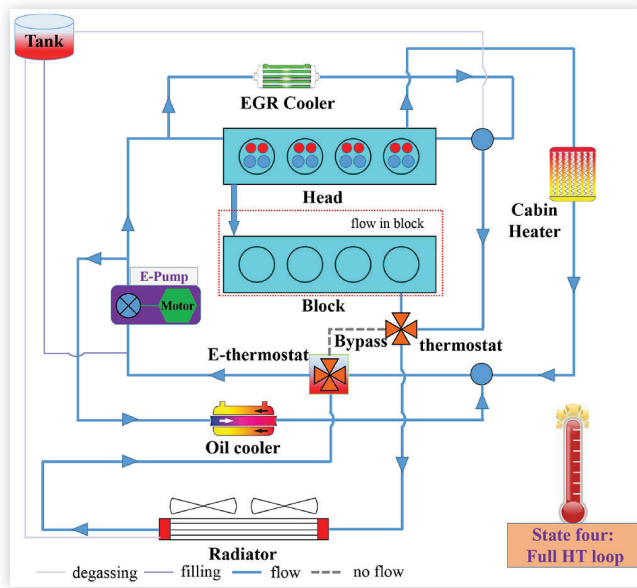 Tank
EGR Cooler
Head
Cabin
Heater
flow in block
E-Pump
Motor
Block
Bypass
thermostat
E-thermostat
Oil cooler
Radiator
State four:
Full HT loop
degassing
filling
flow
no flow